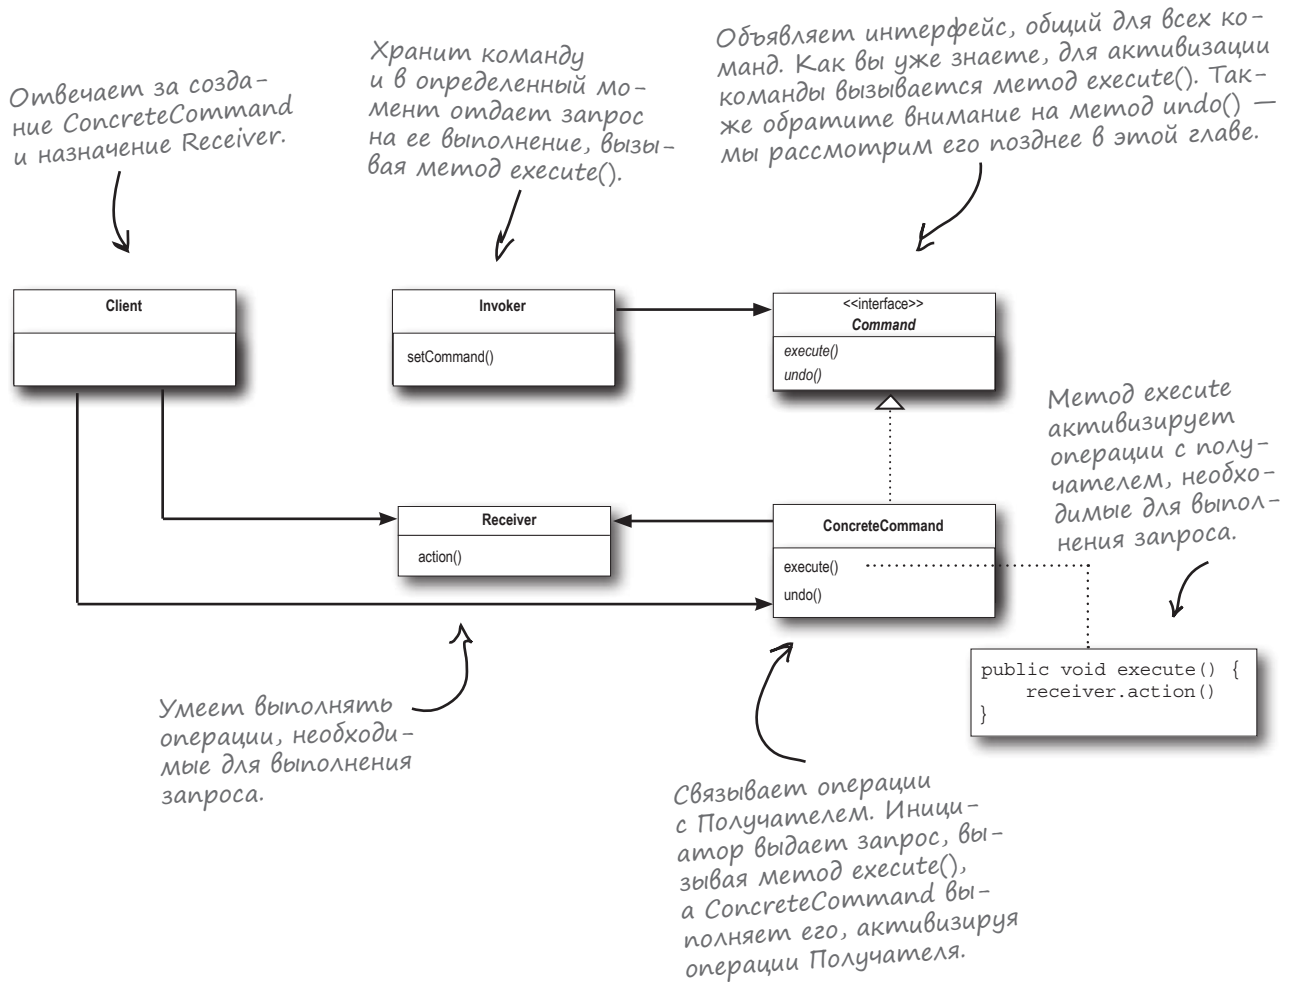 Отвечает за созда-
ние ConcreteCommand
и назначение Receiver.
Хранит команду
и в определенный мо-
мент отдает запрос
на ее выполнение, вызы-
вая метод execute().
Объявляет интерфейс, общий для всех ко-
манд. Как вы уже знаете, для активизации
команды вызывается метод execute(). Так-
же обратите внимание на метод undo() —
мы рассмотрим его позднее в этой главе.
Client
Invoker
setCommand()
<<interface>>
Command
execute()
undo()
Метод execute
активизирует
операции с полу-
чателем, необхо-
димые для выпол-
нения запроса.
Receiver
action()
ConcreteCommand
execute()
undo()
public void execute() {
receiver.action()
}
Умеет выполнять
операции, необходи-
мые для выполнения
запроса.
Связывает операции
с Получателем. Иници-
атор выдает запрос, вы-
зывая метод execute(),
а ConcreteCommand вы-
полняет его, активизируя
операции Получателя.